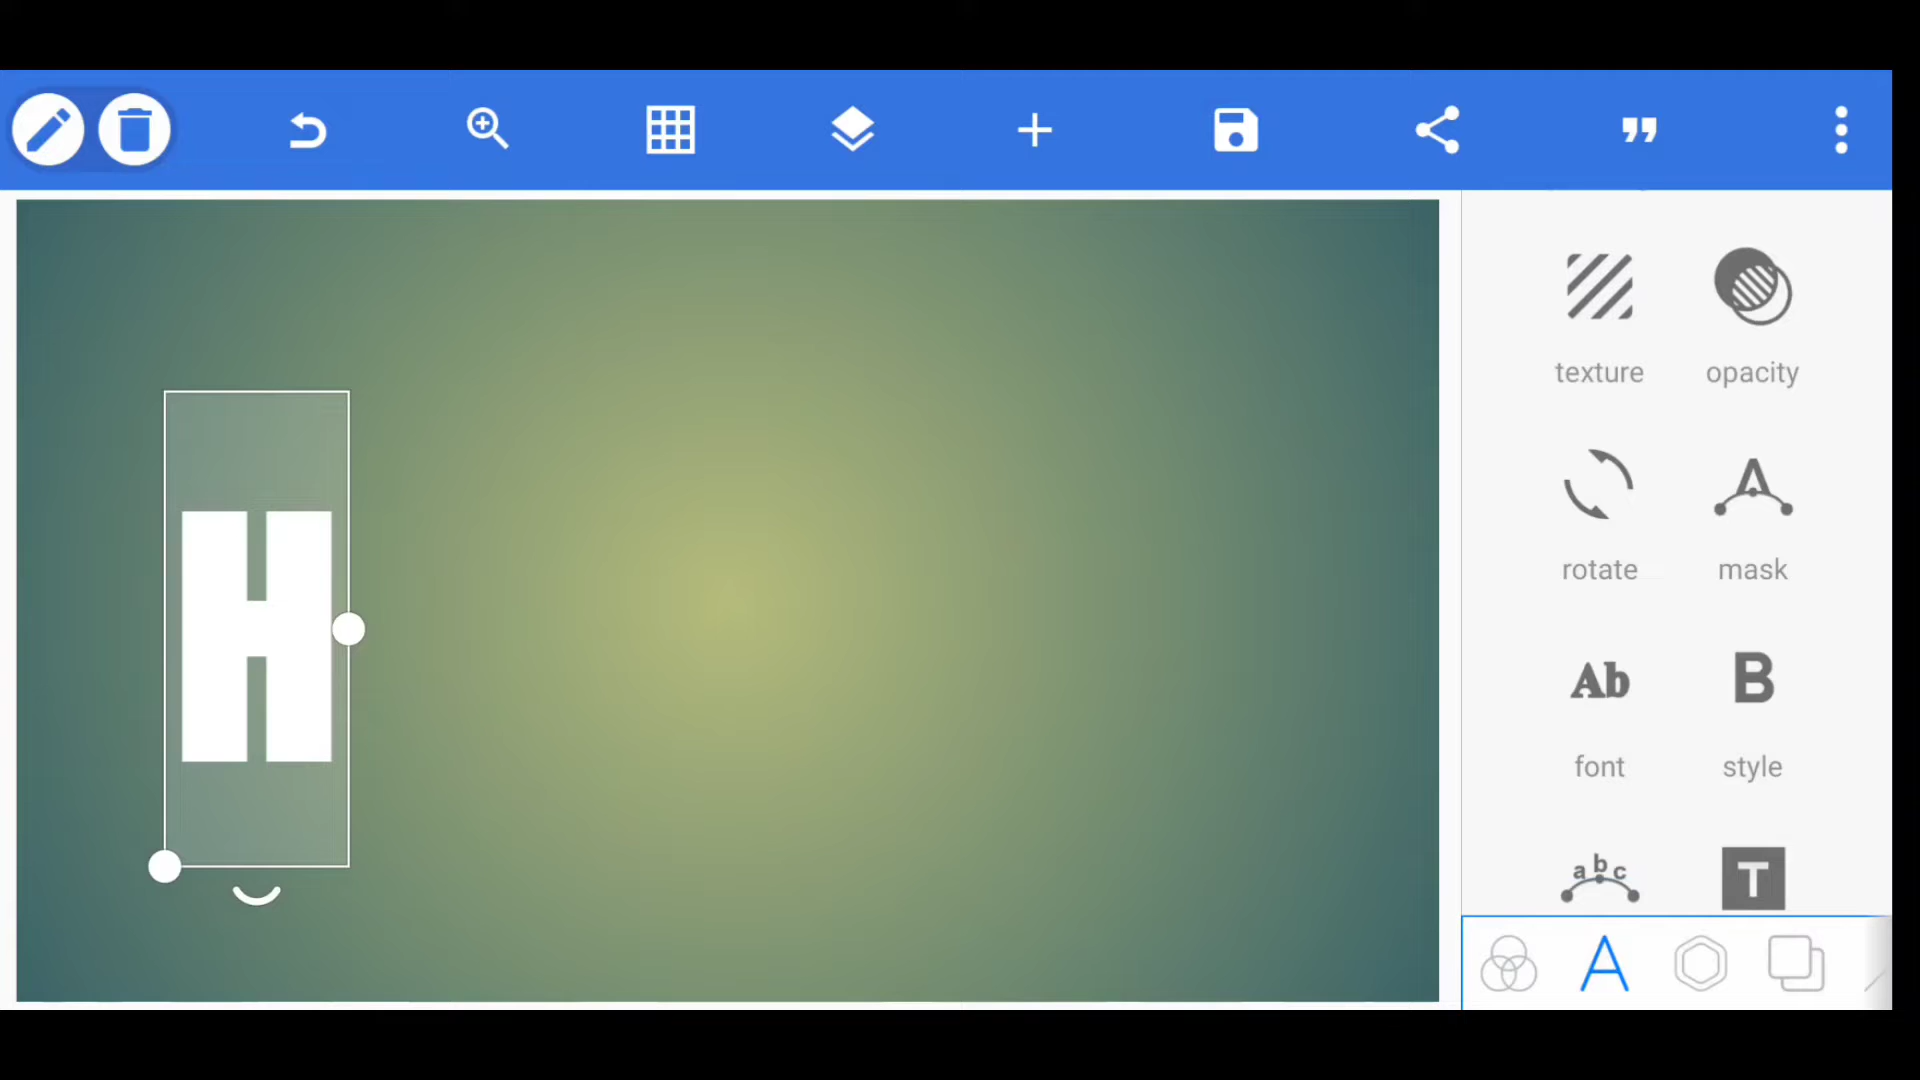 H
texture
opacity
rotate
mask
Ab
font
B
style
abc
T
A